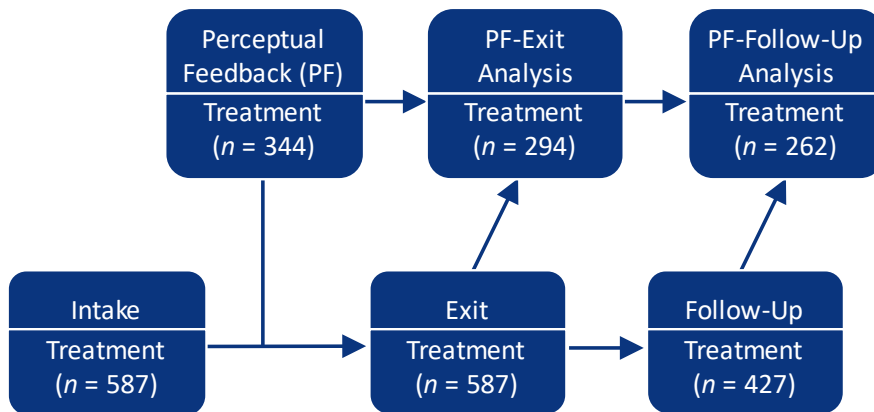 Perceptual
Feedback (PF)
Treatment
(n = 344)
PF-Exit
Analysis
Treatment
(n = 294)
PF-Follow-Up
Analysis
Treatment
(n = 262)
Intake
Treatment
(n = 587)
Exit
Treatment
(n = 587)
Follow-Up
Treatment
(n = 427)